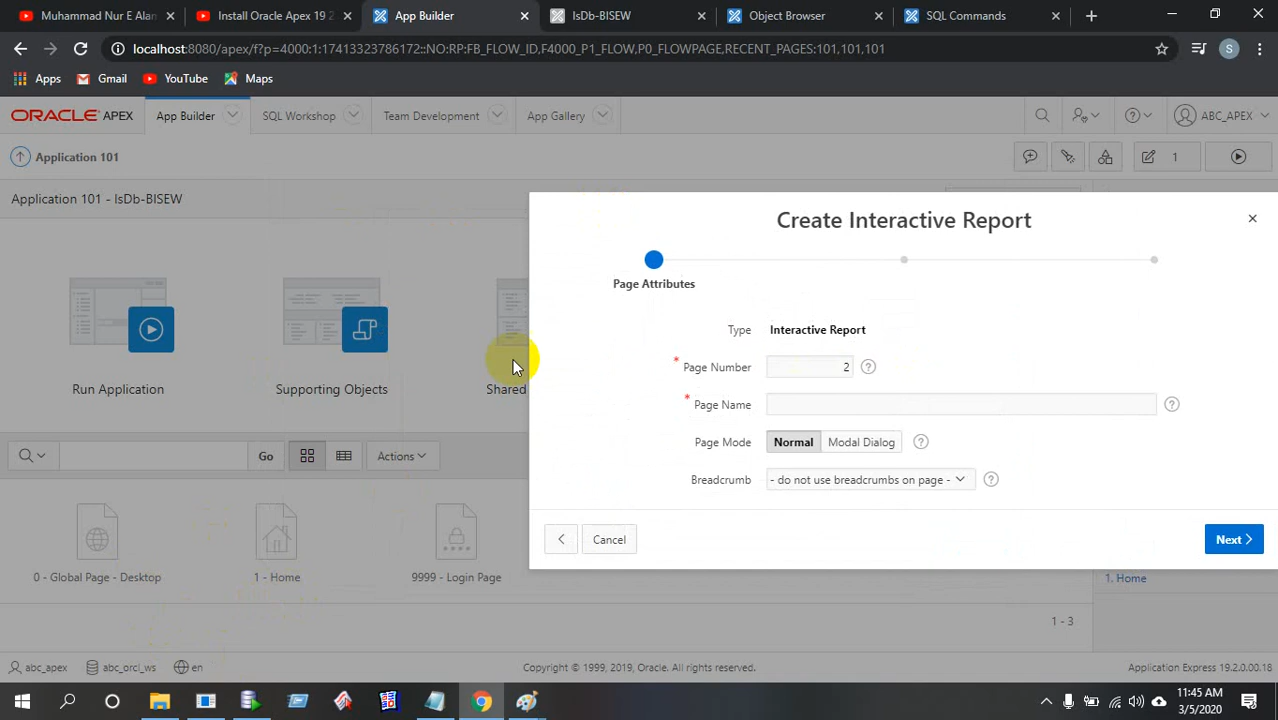 Muhammad Nur E Alam
Install Oracle Apex 19 2
App Builder
IsDb-BISEW
Object Browser
SQL Commands
localhost:8080/apex/f?p=4000:1:17413323786172::NO:RP:FB_FLOW_ID,F4000_P1_FLOW,P0_FLOWPAGE,RECENT_PAGES:101,101,101
S
Apps
Gmail
YouTube
Maps
ORACLE APEX
App Builder
SQL Workshop
Team Development
App Gallery
ABC_APEX
Application 101
1
Application 101 - IsDb-BISEW
Create Interactive Report
Page Attributes
Type
Interactive Report
* Page Number
2
* Page Name
Page Mode
Normal
Modal Dialog
Breadcrumb
- do not use breadcrumbs on page -
Cancel
Next
Run Application
Supporting Objects
Shared
Go
Actions
0 - Global Page - Desktop
1 - Home
9999 - Login Page
1. Home
1 - 3
abc_apex
abc_orcl_ws
en
Copyright © 1999, 2019, Oracle. All rights reserved.
Application Express 19.2.0.00.18
11:45 AM
3/5/2020